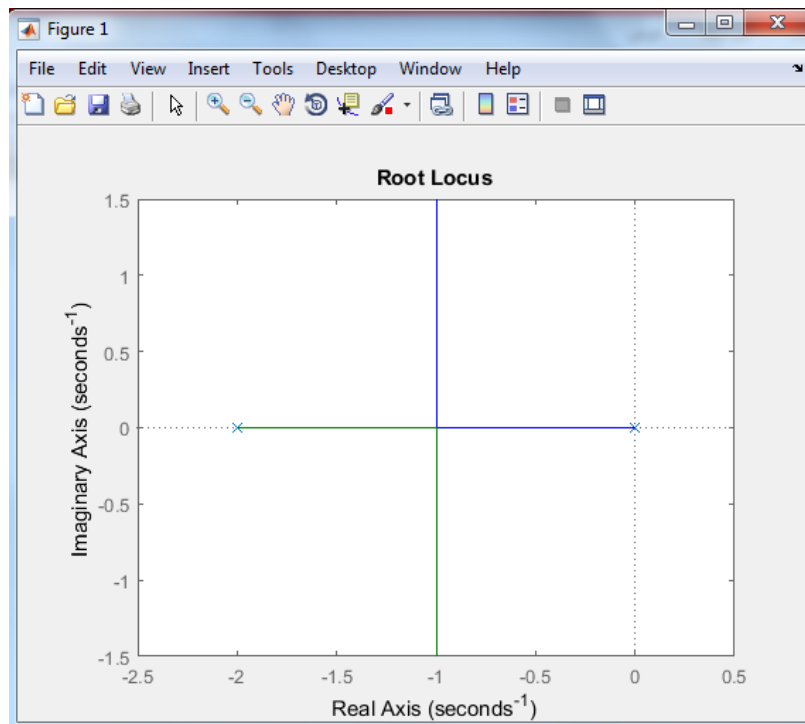 Figure 1
File Edit View Insert Tools Desktop Window Help
Root Locus
1.5
1
0.5
0
-0.5
-1
-1.5
-2.5 -2 -1.5 -1 -0.5 0 0.5
Imaginary Axis (seconds⁻¹)
Real Axis (seconds⁻¹)